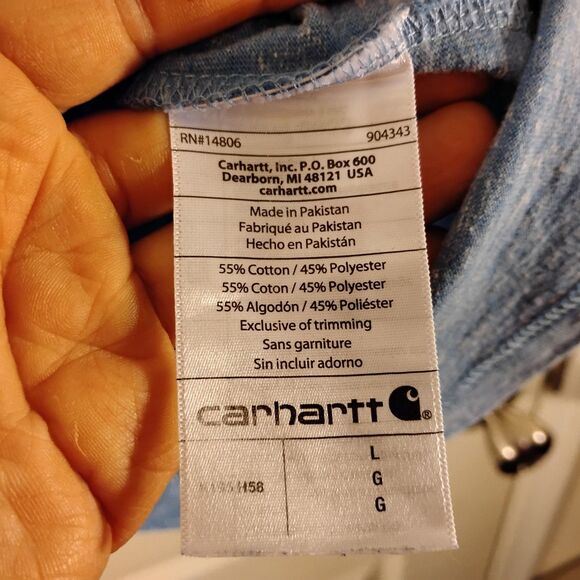 RN#14806 904343
Carhartt, Inc. P.O. Box 600
Dearborn, MI 48121 USA
carhartt.com
Made in Pakistan
Fabriqué au Pakistan
Hecho en Pakistán
55% Cotton / 45% Polyester
55% Coton / 45% Polyester
55% Algodón / 45% Poliéster
Exclusive of trimming
Sans garniture
Sin incluir adorno
carhartt ®
L
G
G